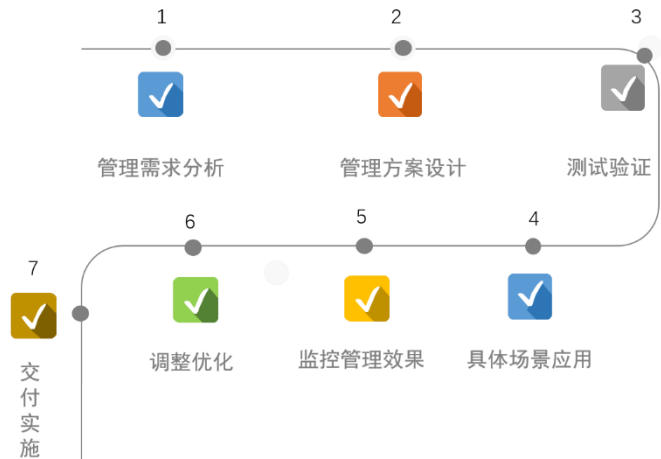 1
2
3
管理需求分析
管理方案设计
测试验证
4
5
6
7
具体场景应用
监控管理效果
调整优化
交付实施